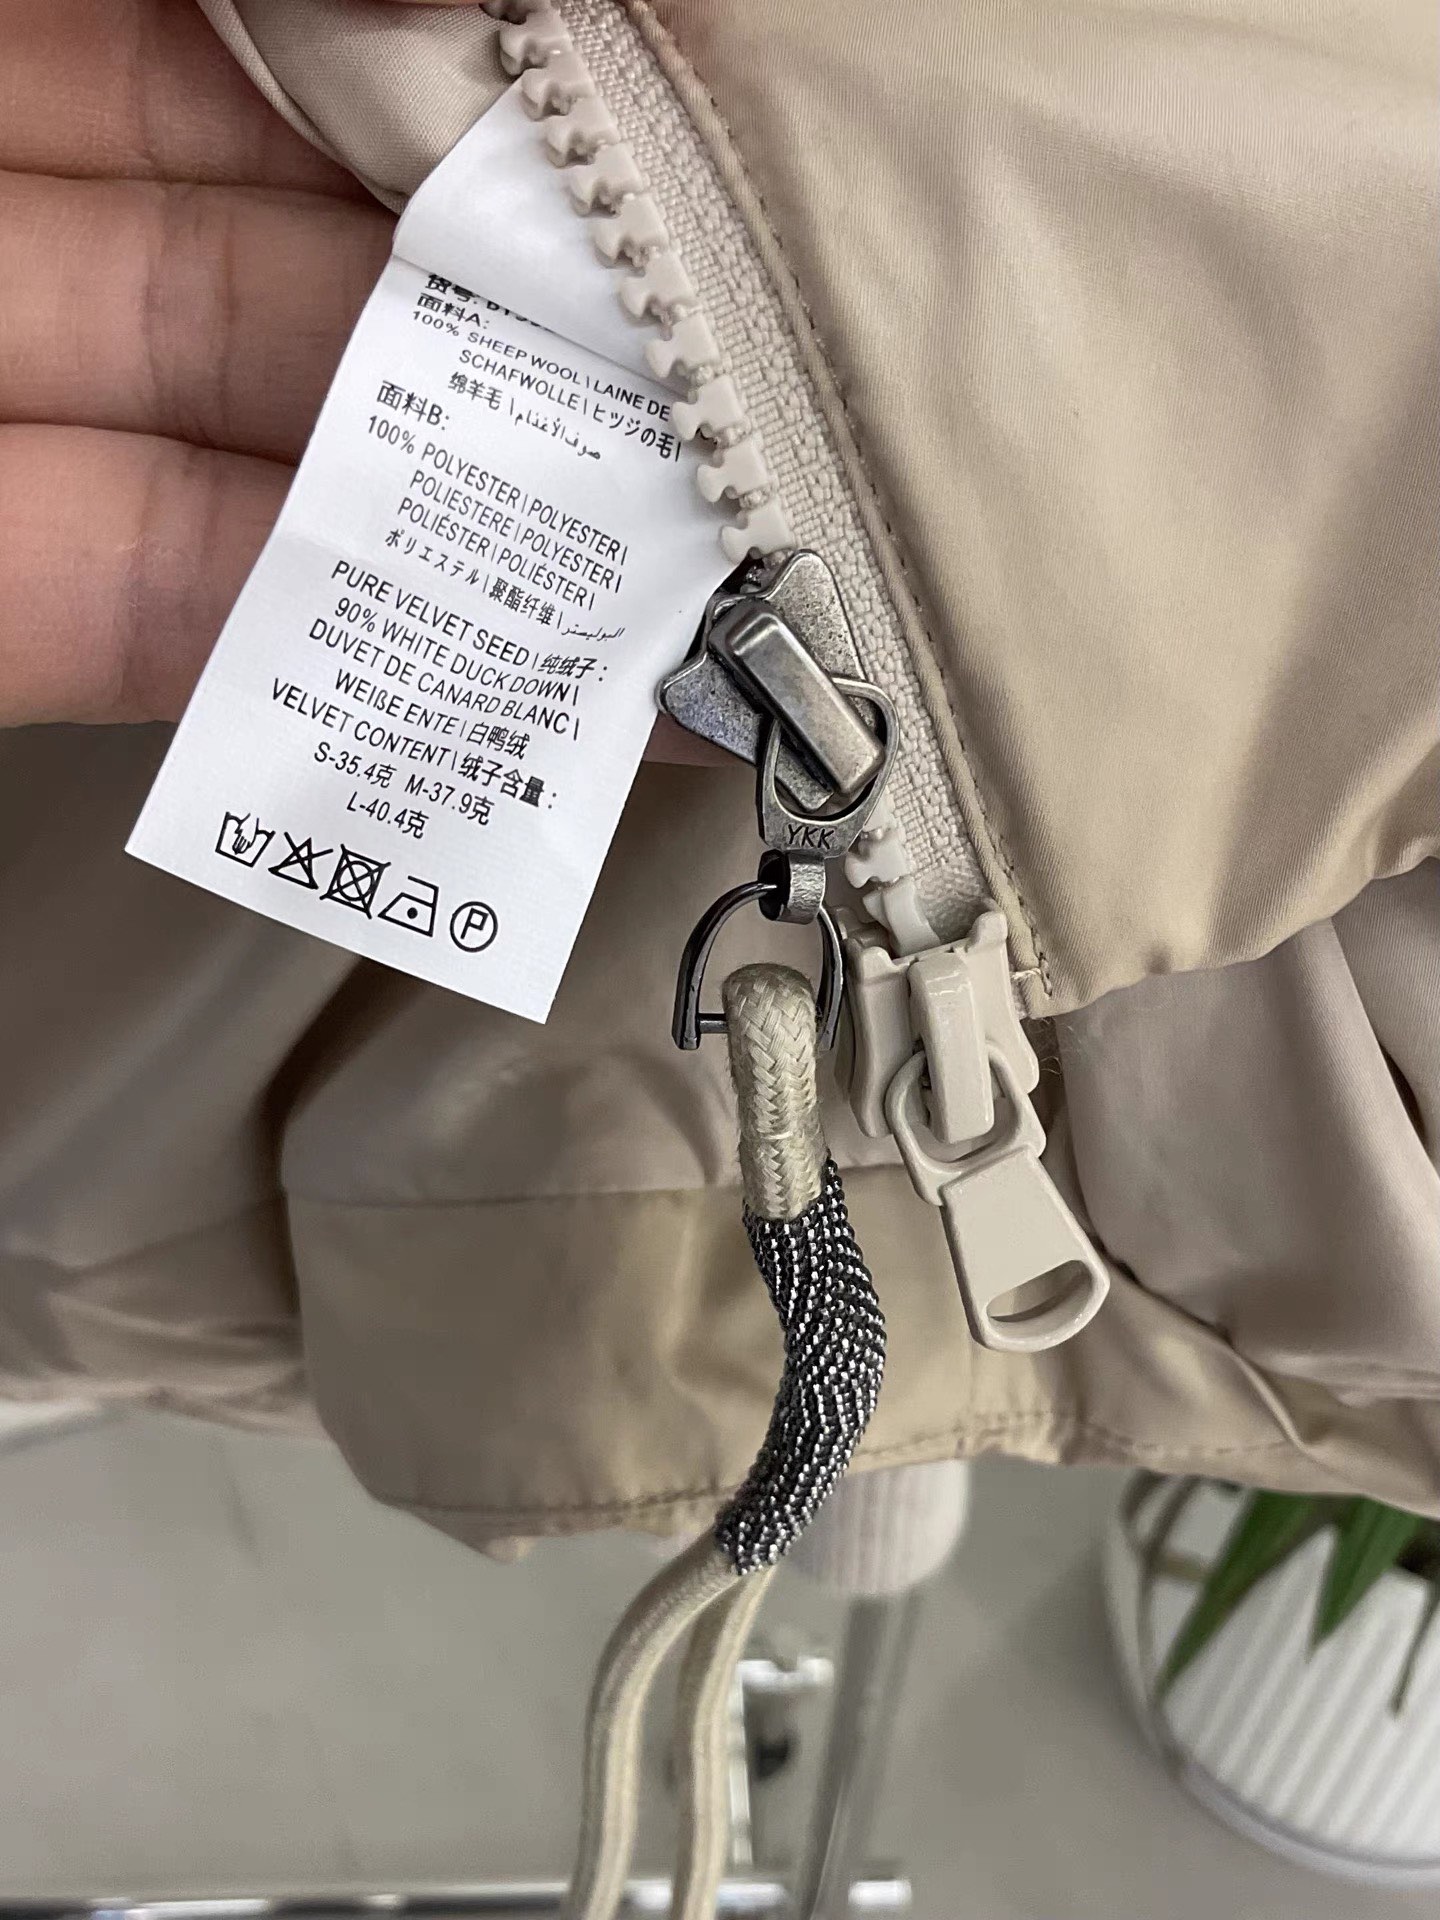 货号:
面料A:
100% SHEEP WOOL \ LAINE DE
SCHAFWOLLE \ ヒツジの毛 \
绵羊毛 \ صوف الأغنام
面料B:
100% POLYESTER \ POLYESTER \
POLIESTERE \ POLYESTER \
POLIÉSTER \ POLIÉSTER \
ポリエステル \ 聚酯纤维 \ البوليستر
PURE VELVET SEED \ 纯绒子:
90% WHITE DUCK DOWN \
DUVET DE CANARD BLANC \
WEIßE ENTE \ 白鸭绒
VELVET CONTENT \ 绒子含量:
S-35.4克 M-37.9克
L-40.4克
P
YKK